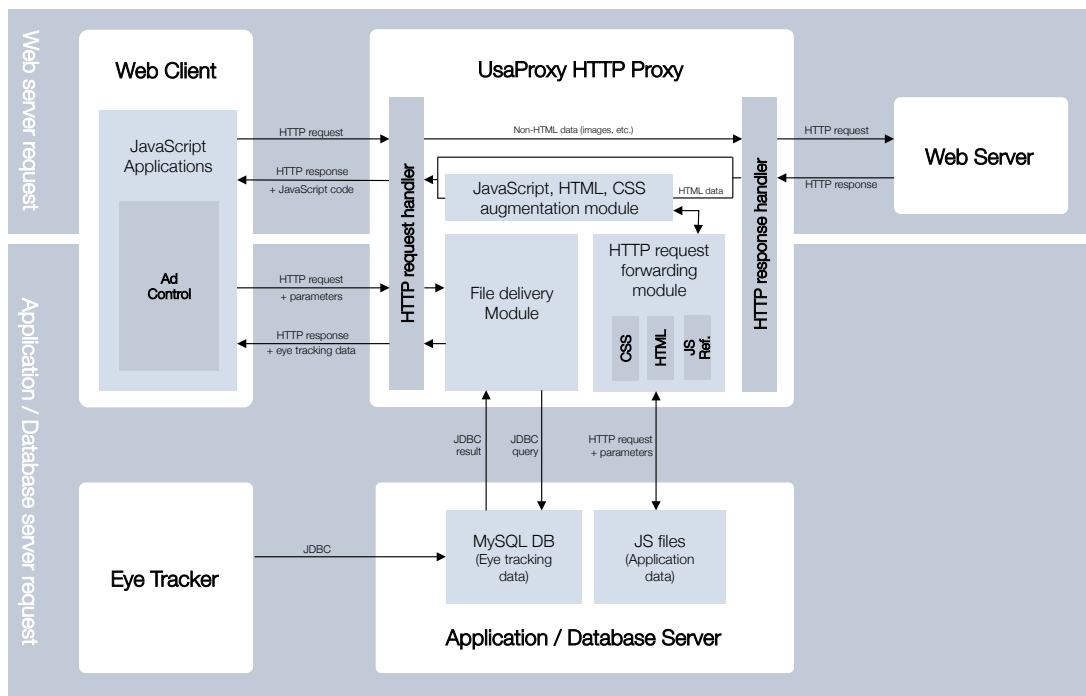 Web server request
Web Client
UsaProxy HTTP Proxy
JavaScript
Applications
HTTP request
Non-HTML data (images, etc.)
HTTP request
Web Server
HTTP response
+ JavaScript code
JavaScript, HTML, CSS
augmentation module
HTML data
HTTP response
HTTP request handler
HTTP response handler
Application / Database server request
Ad
Control
HTTP request
+ parameters
HTTP response
+ eye tracking data
File delivery
Module
HTTP request
forwarding
module
CSS
HTML
JS
Ref.
JDBC
result
JDBC
query
HTTP request
+ parameters
Eye Tracker
JDBC
MySQL DB
(Eye tracking
data)
JS files
(Application
data)
Application / Database Server